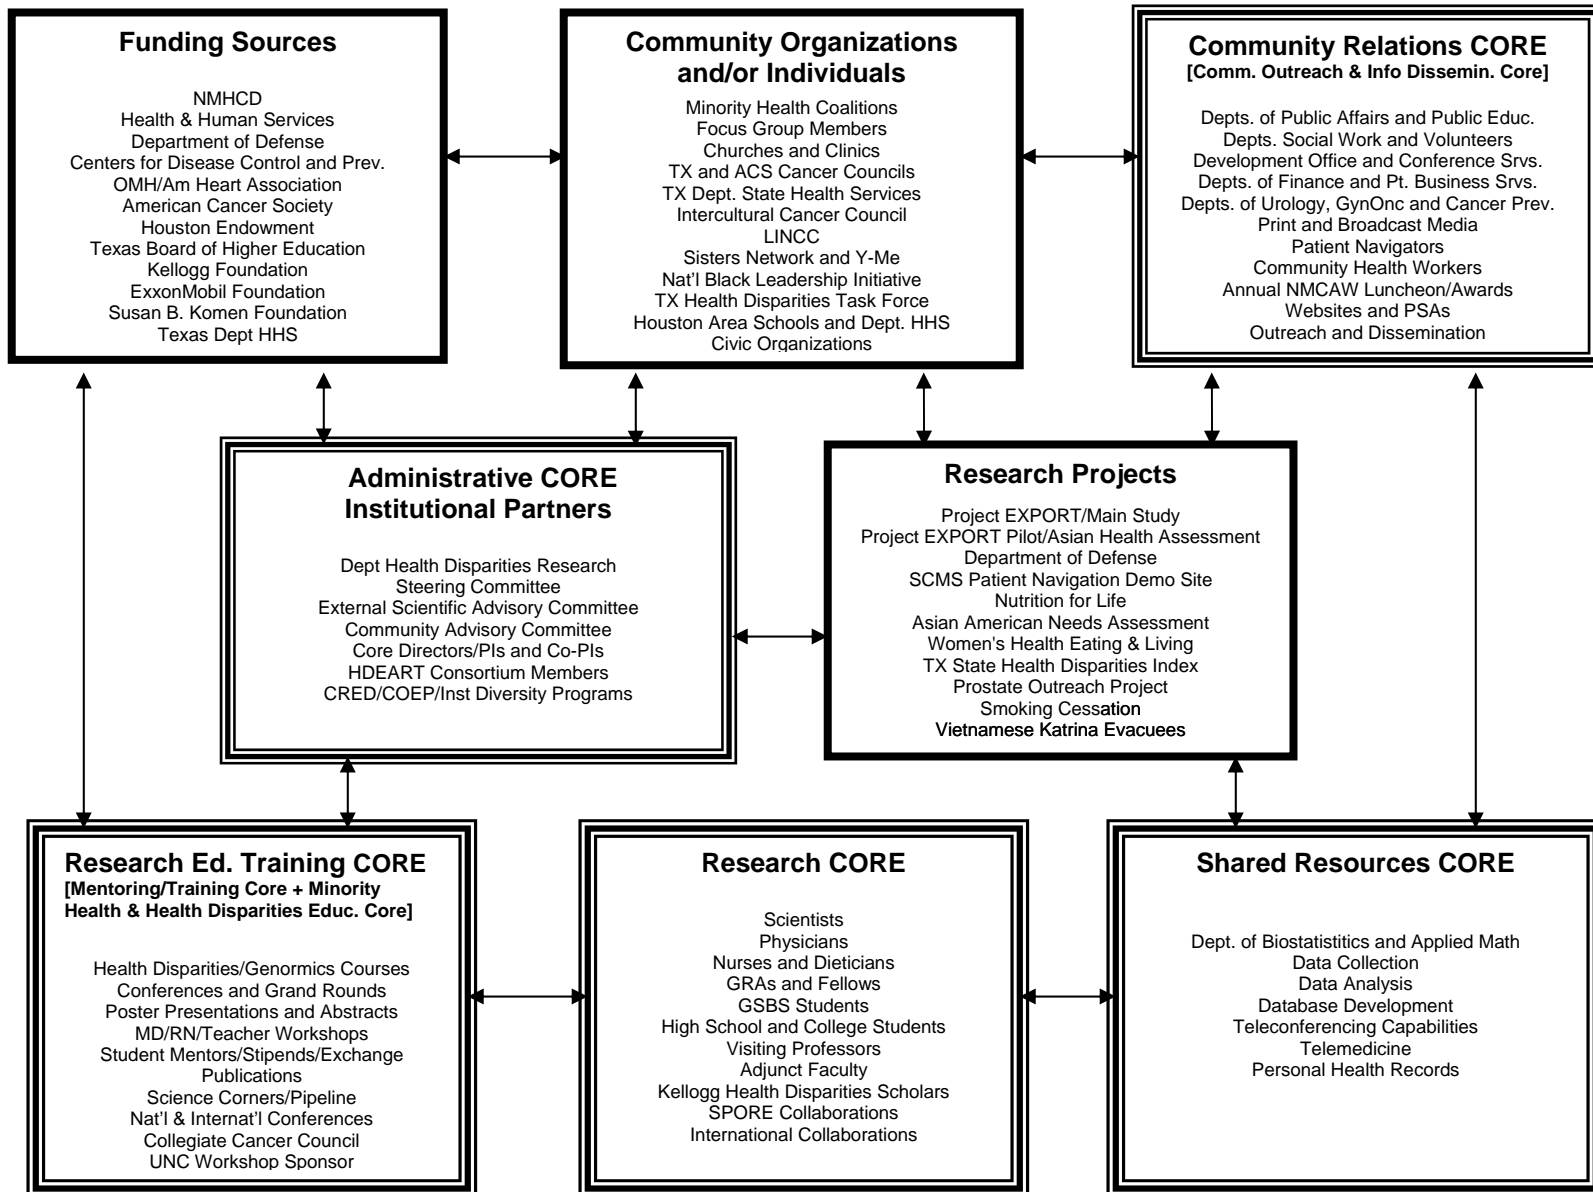 Funding Sources
NMHCD
Health & Human Services
Department of Defense
Centers for Disease Control and Prev.
OMH/Am Heart Association
American Cancer Society
Houston Endowment
Texas Board of Higher Education
Kellogg Foundation
ExxonMobil Foundation
Susan B. Komen Foundation
Texas Dept HHS
Community Organizations
and/or Individuals
Minority Health Coalitions
Focus Group Members
Churches and Clinics
TX and ACS Cancer Councils
TX Dept. State Health Services
Intercultural Cancer Council
LINCC
Sisters Network and Y-Me
Nat'l Black Leadership Initiative
TX Health Disparities Task Force
Houston Area Schools and Dept. HHS
Civic Organizations
Community Relations CORE
[Comm. Outreach & Info Dissemin. Core]
Depts. of Public Affairs and Public Educ.
Depts. Social Work and Volunteers
Development Office and Conference Srvs.
Depts. of Finance and Pt. Business Srvs.
Depts. of Urology, GynOnc and Cancer Prev.
Print and Broadcast Media
Patient Navigators
Community Health Workers
Annual NMCAW Luncheon/Awards
Websites and PSAs
Outreach and Dissemination
Administrative CORE
Institutional Partners
Dept Health Disparities Research
Steering Committee
External Scientific Advisory Committee
Community Advisory Committee
Core Directors/PIs and Co-PIs
HDEART Consortium Members
CRED/COEP/Inst Diversity Programs
Research Projects
Project EXPORT/Main Study
Project EXPORT Pilot/Asian Health Assessment
Department of Defense
SCMS Patient Navigation Demo Site
Nutrition for Life
Asian American Needs Assessment
Women's Health Eating & Living
TX State Health Disparities Index
Prostate Outreach Project
Smoking Cessation
Vietnamese Katrina Evacuees
Research Ed. Training CORE
[Mentoring/Training Core + Minority
Health & Health Disparities Educ. Core]
Health Disparities/Genormics Courses
Conferences and Grand Rounds
Poster Presentations and Abstracts
MD/RN/Teacher Workshops
Student Mentors/Stipends/Exchange
Publications
Science Corners/Pipeline
Nat'l & Internat'l Conferences
Collegiate Cancer Council
UNC Workshop Sponsor
Research CORE
Scientists
Physicians
Nurses and Dieticians
GRAs and Fellows
GSBS Students
High School and College Students
Visiting Professors
Adjunct Faculty
Kellogg Health Disparities Scholars
SPORE Collaborations
International Collaborations
Shared Resources CORE
Dept. of Biostatistitics and Applied Math
Data Collection
Data Analysis
Database Development
Teleconferencing Capabilities
Telemedicine
Personal Health Records